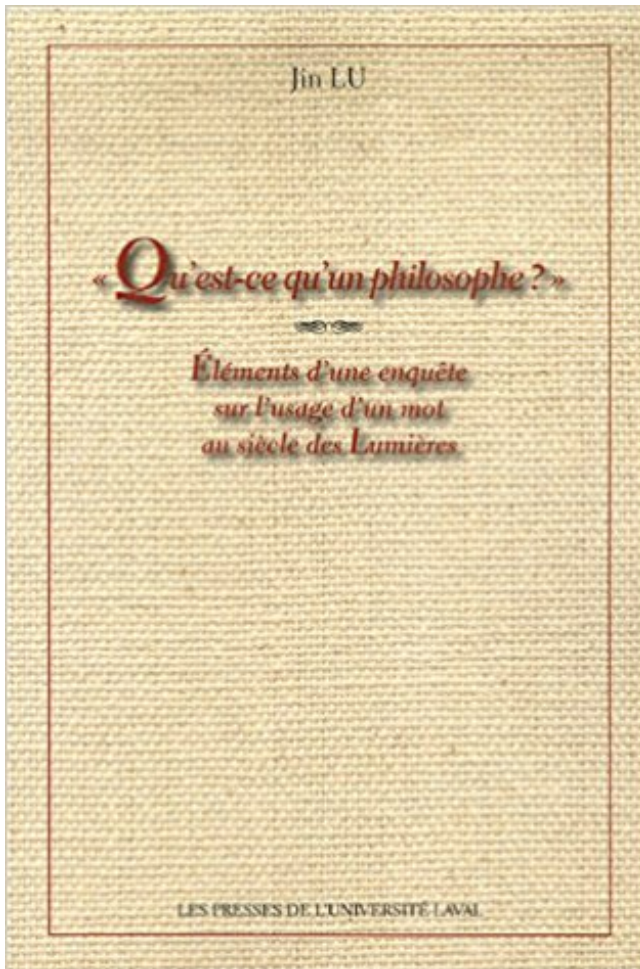 Jin LU
« Qu'est-ce qu'un philosophe ? »
Éléments d'une enquête
sur l'usage d'un mot
au siècle des Lumières
LES PRESSES DE L'UNIVERSITÉ LAVAL